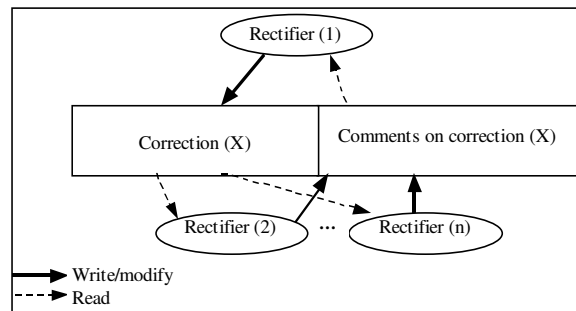 Rectifier (1)
Correction (X)
Comments on correction (X)
Rectifier (2)
...
Rectifier (n)
Write/modify
Read